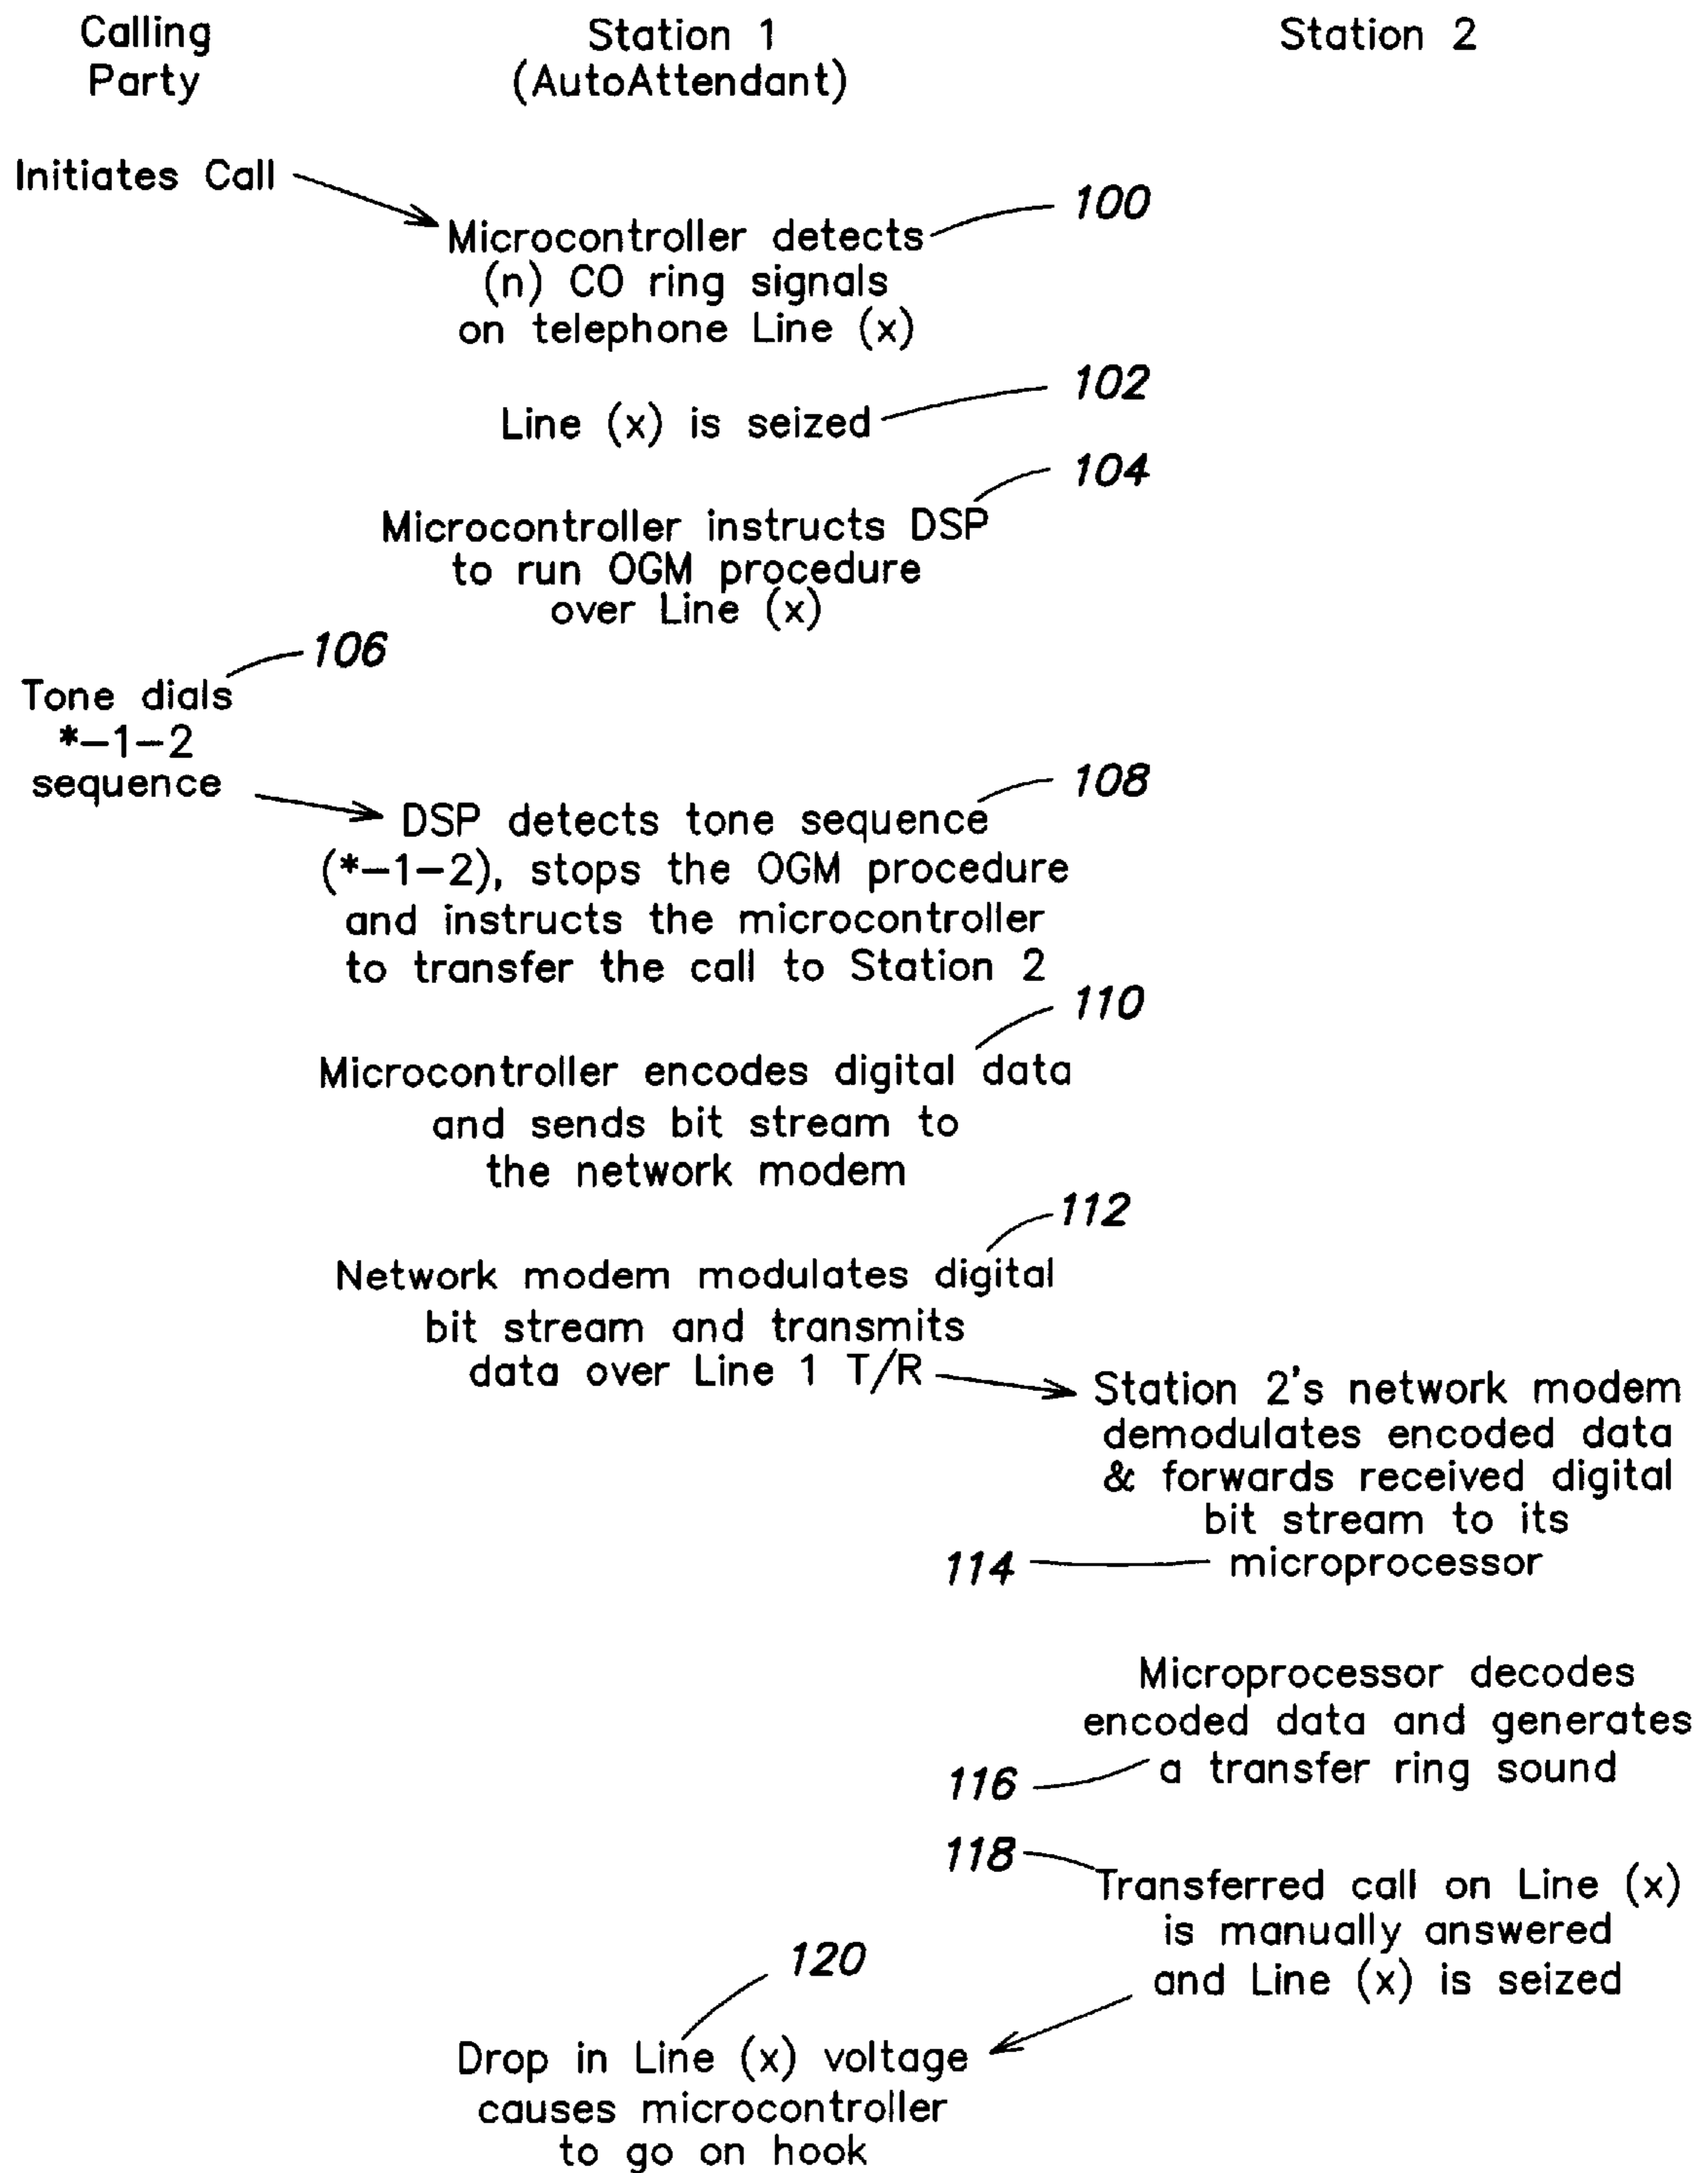 Calling
Party
Station 1
(AutoAttendant)
Station 2
Initiates Call
100
Microcontroller detects
(n) CO ring signals
on telephone Line (x)
102
Line (x) is seized
104
Microcontroller instructs DSP
to run OGM procedure
over Line (x)
106
Tone dials
*-1-2
sequence
108
DSP detects tone sequence
(*-1-2), stops the OGM procedure
and instructs the microcontroller
to transfer the call to Station 2
110
Microcontroller encodes digital data
and sends bit stream to
the network modem
112
Network modem modulates digital
bit stream and transmits
data over Line 1 T/R
Station 2's network modem
demodulates encoded data
& forwards received digital
bit stream to its
114
microprocessor
Microprocessor decodes
encoded data and generates
116
a transfer ring sound
118
Transferred call on Line (x)
is manually answered
and Line (x) is seized
120
Drop in Line (x) voltage
causes microcontroller
to go on hook